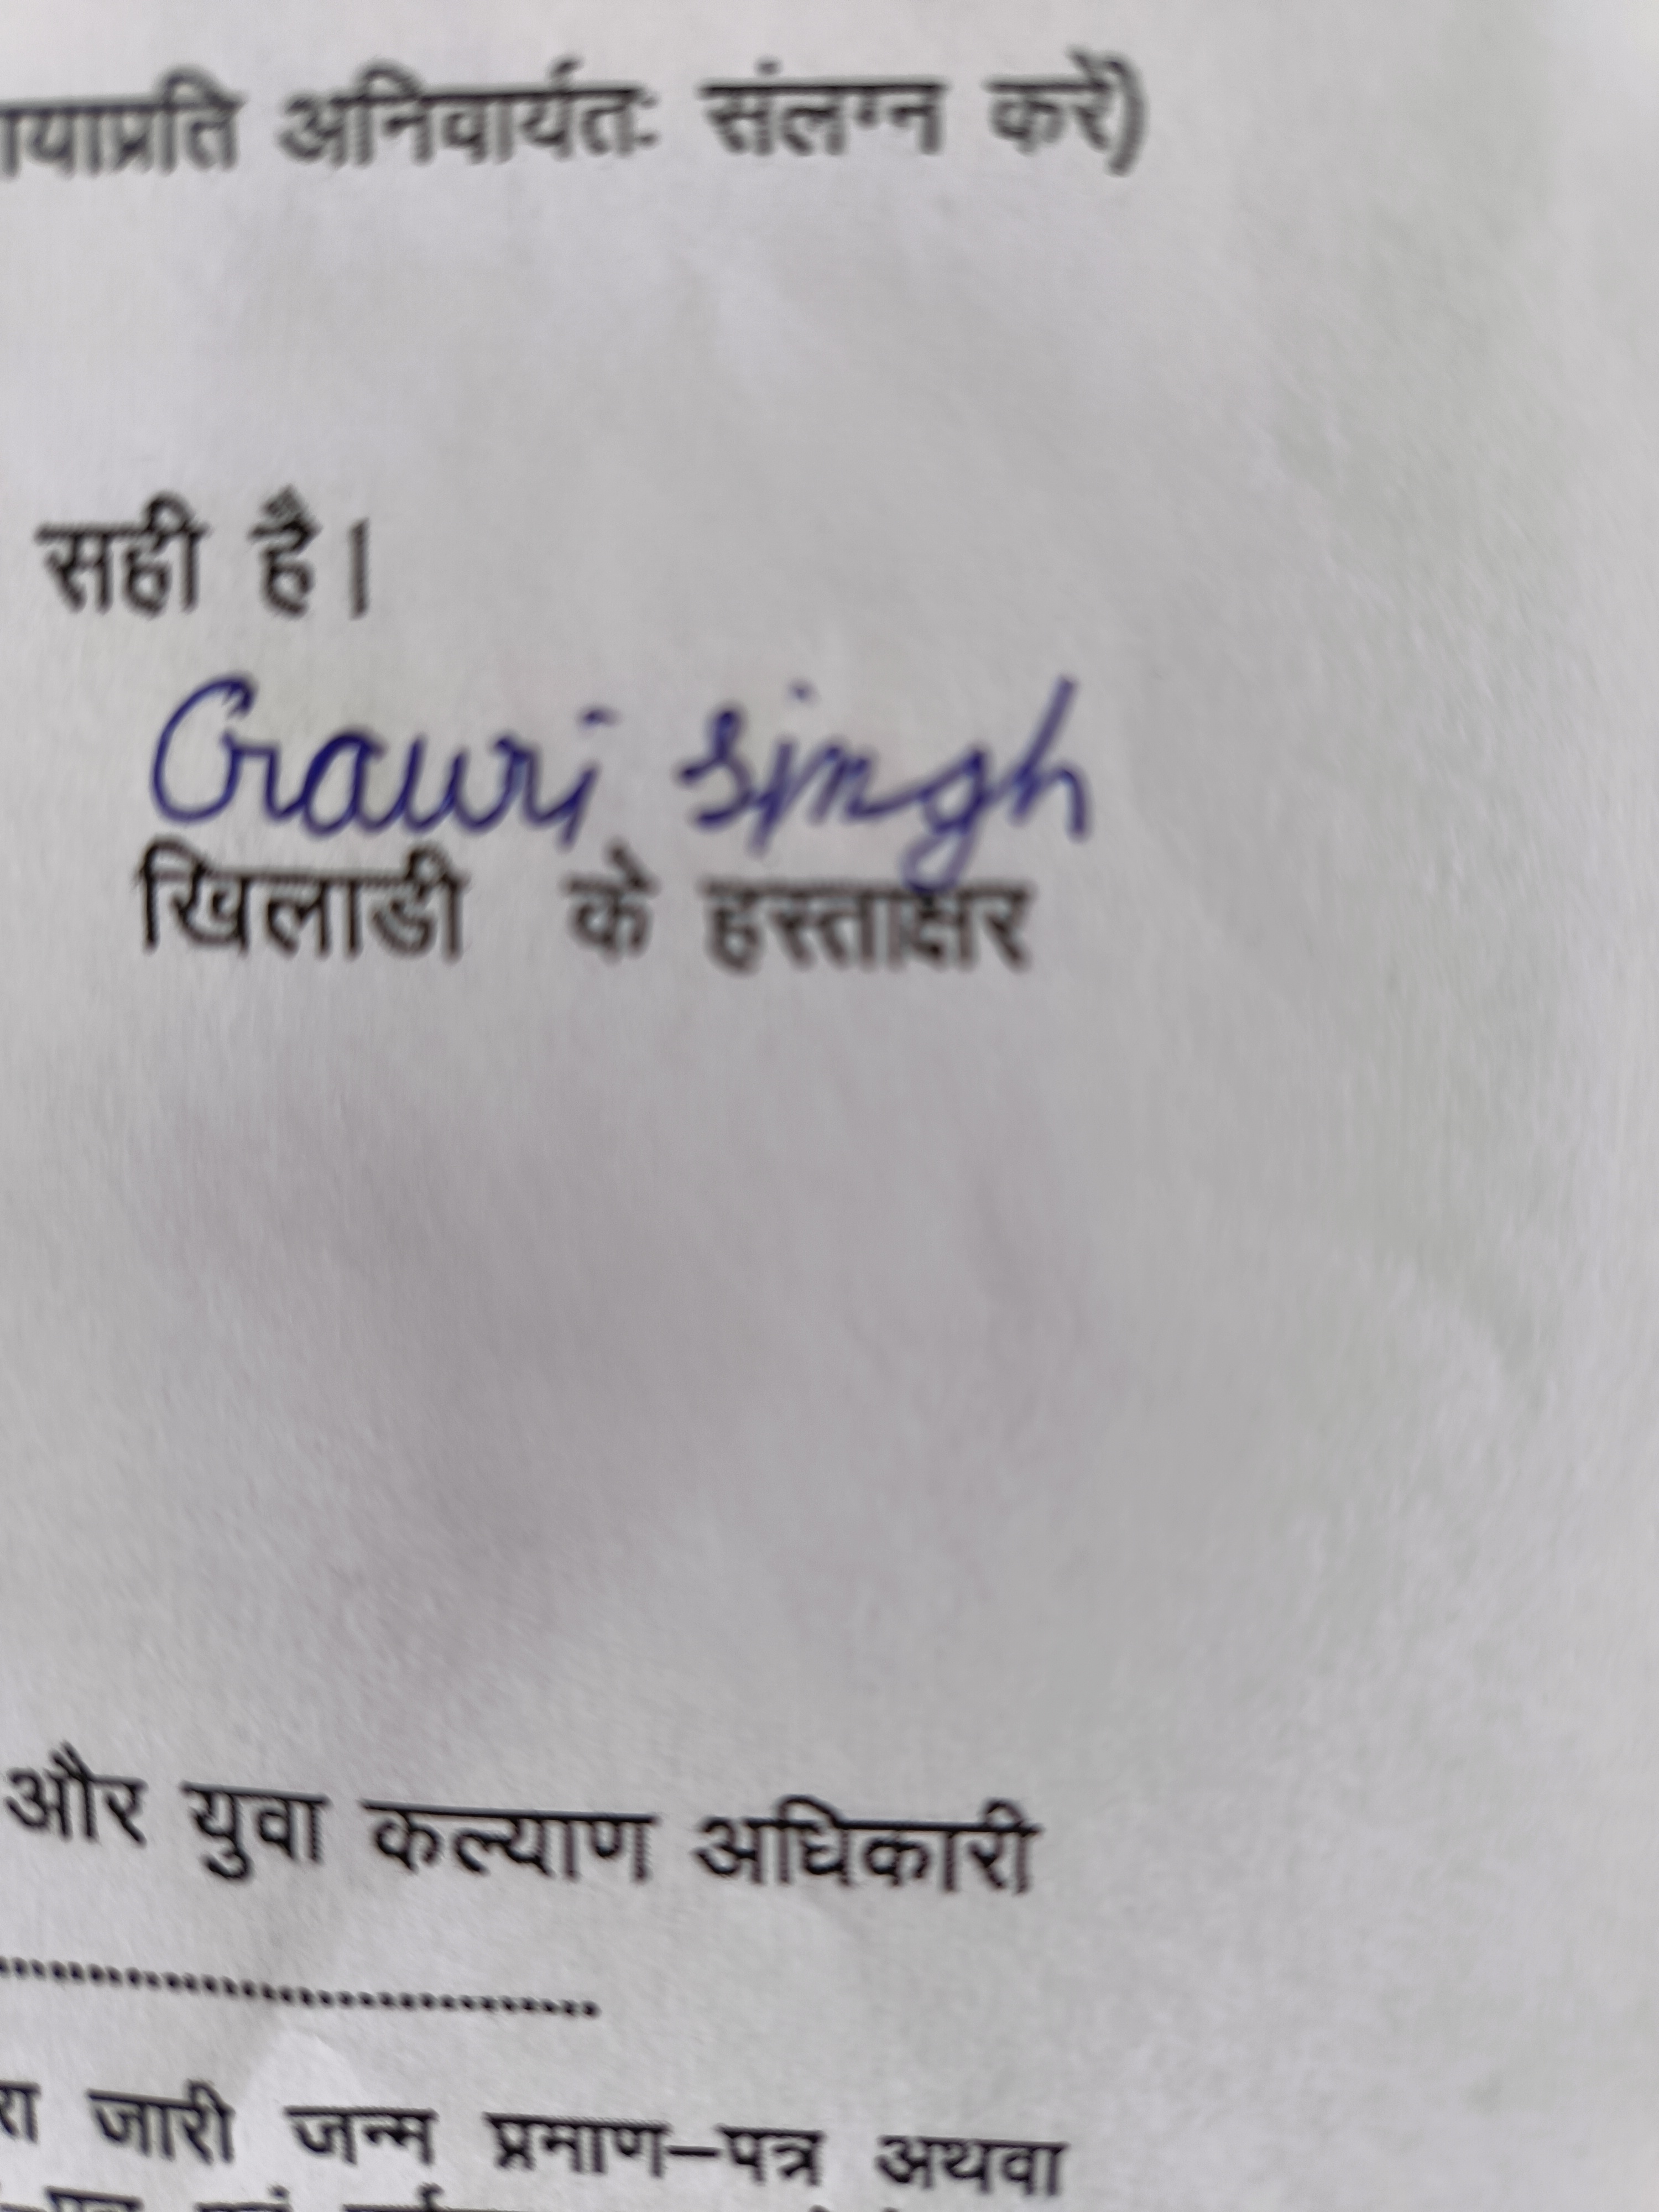 याप्रति अनिवार्यतः संलग्न करें)
सही है।
Gauri Singh
खिलाडी के हस्ताक्षर
और युवा कल्याण अधिकारी
........................................
रा जारी जन्म प्रमाण–पत्र अथवा